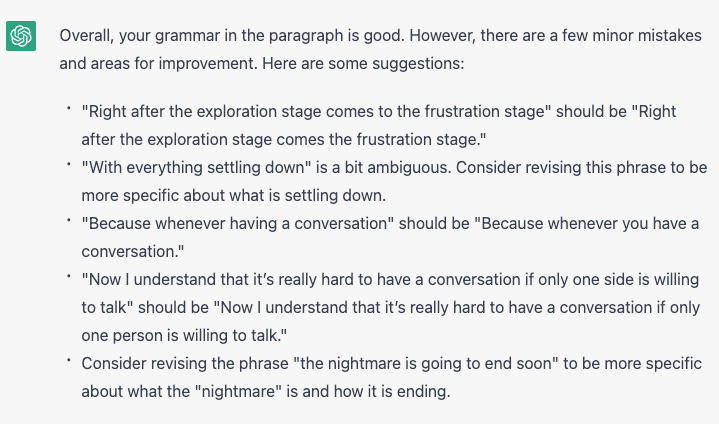 Overall, your grammar in the paragraph is good. However, there are a few minor mistakes
and areas for improvement. Here are some suggestions:
• "Right after the exploration stage comes to the frustration stage" should be "Right
after the exploration stage comes the frustration stage."
• "With everything settling down" is a bit ambiguous. Consider revising this phrase to be
more specific about what is settling down.
• "Because whenever having a conversation" should be "Because whenever you have a
conversation."
• "Now I understand that it’s really hard to have a conversation if only one side is willing
to talk" should be "Now I understand that it’s really hard to have a conversation if only
one person is willing to talk."
• Consider revising the phrase "the nightmare is going to end soon" to be more specific
about what the "nightmare" is and how it is ending.